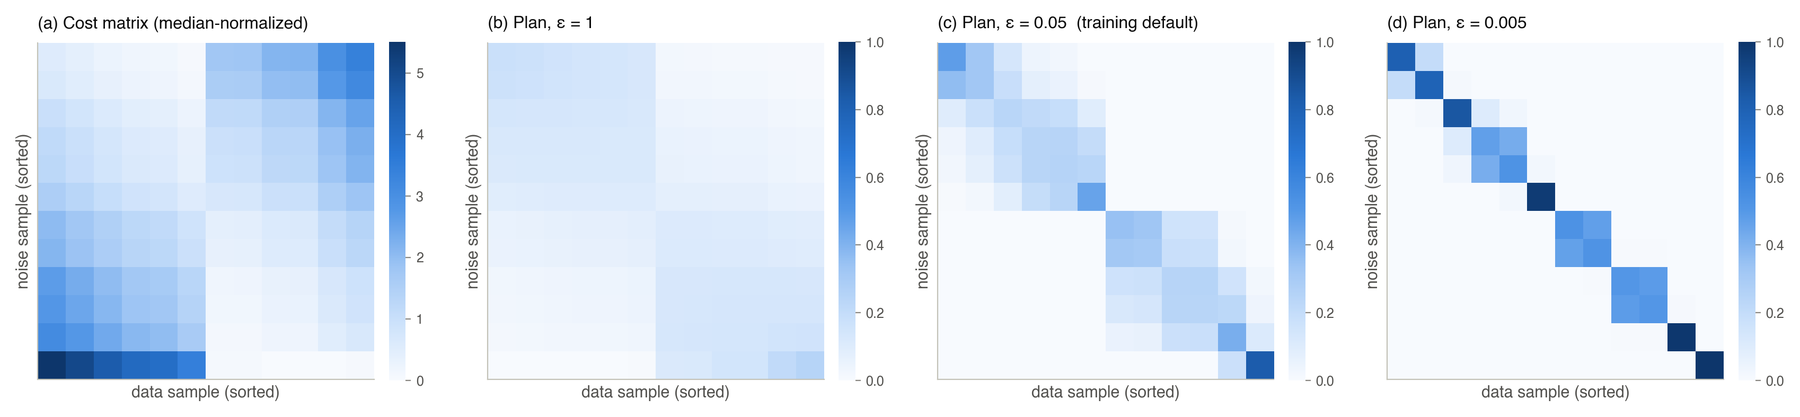 (a) Cost matrix (median-normalized)
5
4
3
2
1
0
noise sample (sorted)
data sample (sorted)
(b) Plan, ε = 1
1.0
0.8
0.6
0.4
0.2
0.0
noise sample (sorted)
data sample (sorted)
(c) Plan, ε = 0.05 (training default)
1.0
0.8
0.6
0.4
0.2
0.0
noise sample (sorted)
data sample (sorted)
(d) Plan, ε = 0.005
1.0
0.8
0.6
0.4
0.2
0.0
noise sample (sorted)
data sample (sorted)